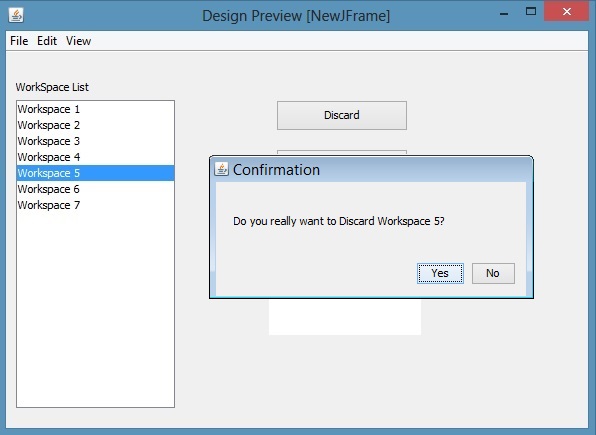 Design Preview [NewJFrame]
File Edit View
WorkSpace List
Workspace 1
Workspace 2
Workspace 3
Workspace 4
Workspace 5
Workspace 6
Workspace 7
Discard
Confirmation
Do you really want to Discard Workspace 5?
Yes No